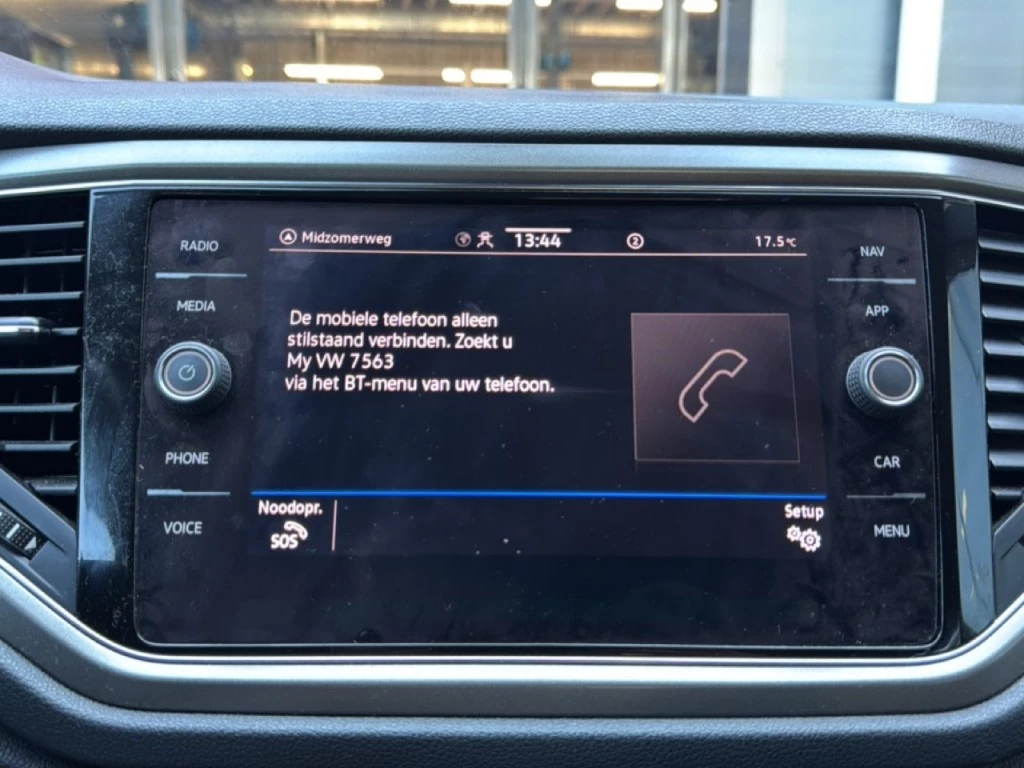 RADIO
MEDIA
PHONE
VOICE
Midzomerweg
13:44
2
17.5°C
De mobiele telefoon alleen
stilstaand verbinden. Zoekt u
My VW 7563
via het BT-menu van uw telefoon.
Noodopr.
SOS
Setup
NAV
APP
CAR
MENU